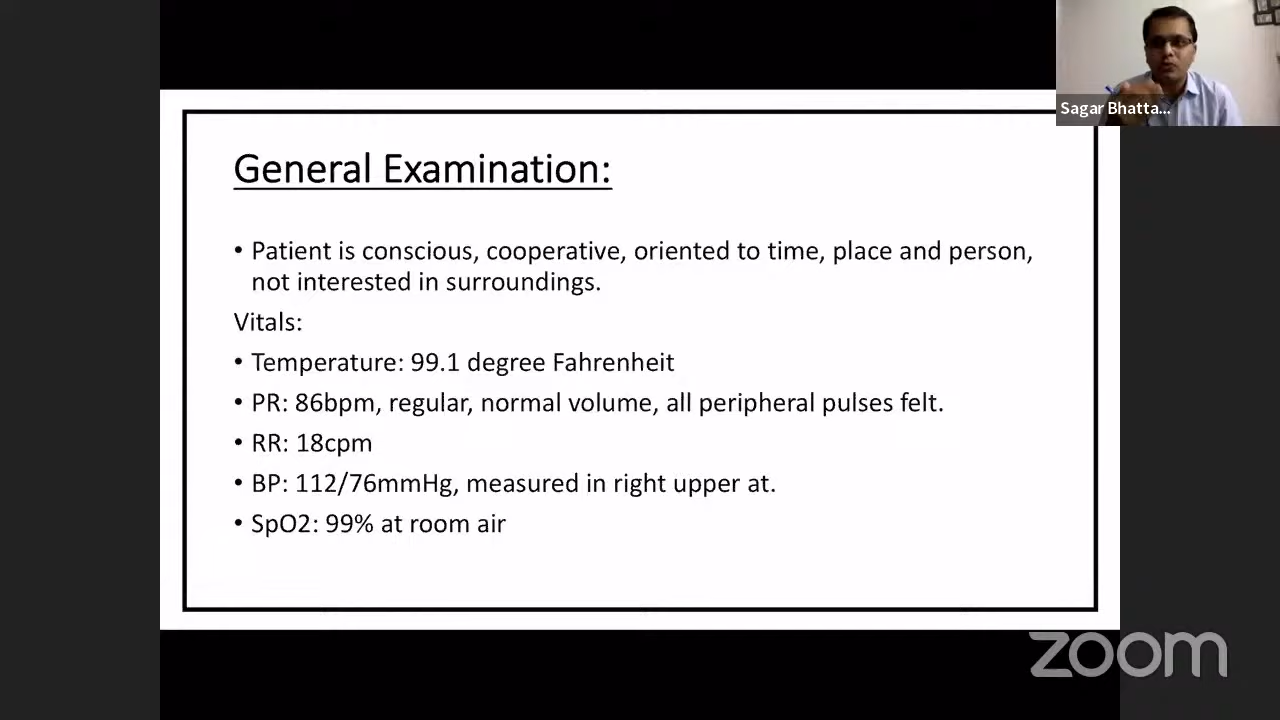 Sagar Bhatta...
General Examination:
• Patient is conscious, cooperative, oriented to time, place and person,
not interested in surroundings.
Vitals:
• Temperature: 99.1 degree Fahrenheit
• PR: 86bpm, regular, normal volume, all peripheral pulses felt.
• RR: 18cpm
• BP: 112/76mmHg, measured in right upper at.
• SpO2: 99% at room air
zoom